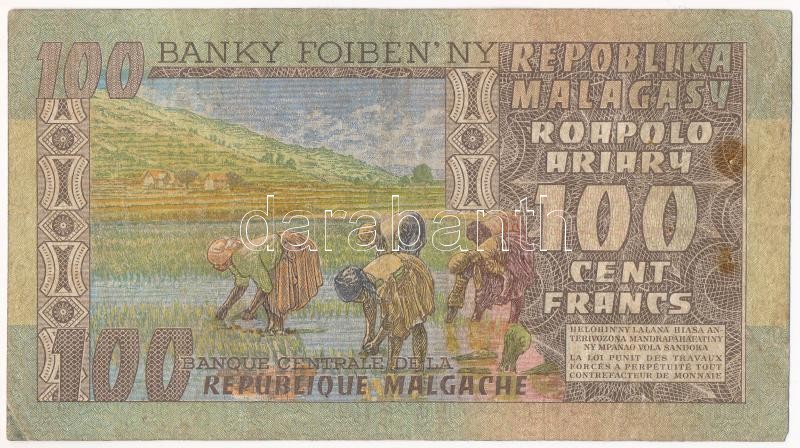 100
BANKY FOIBEN'NY
REPOBLIKA
MALAGASY
ROAPOLO
ARIARY
100
CENT
FRANCS
darabanth
HELOHIN'NY LALÀNA HIASA AN-
TERIVOZONA MANDRAPAHAFATINY
NY MPANAO VOLA SANDOKA
LA LOI PUNIT DES TRAVAUX
FORCÉS A PERPÉTUITÉ TOUT
CONTREFACTEUR DE MONNAIE
100
BANQUE CENTRALE DE LA
REPUBLIQUE MALGACHE